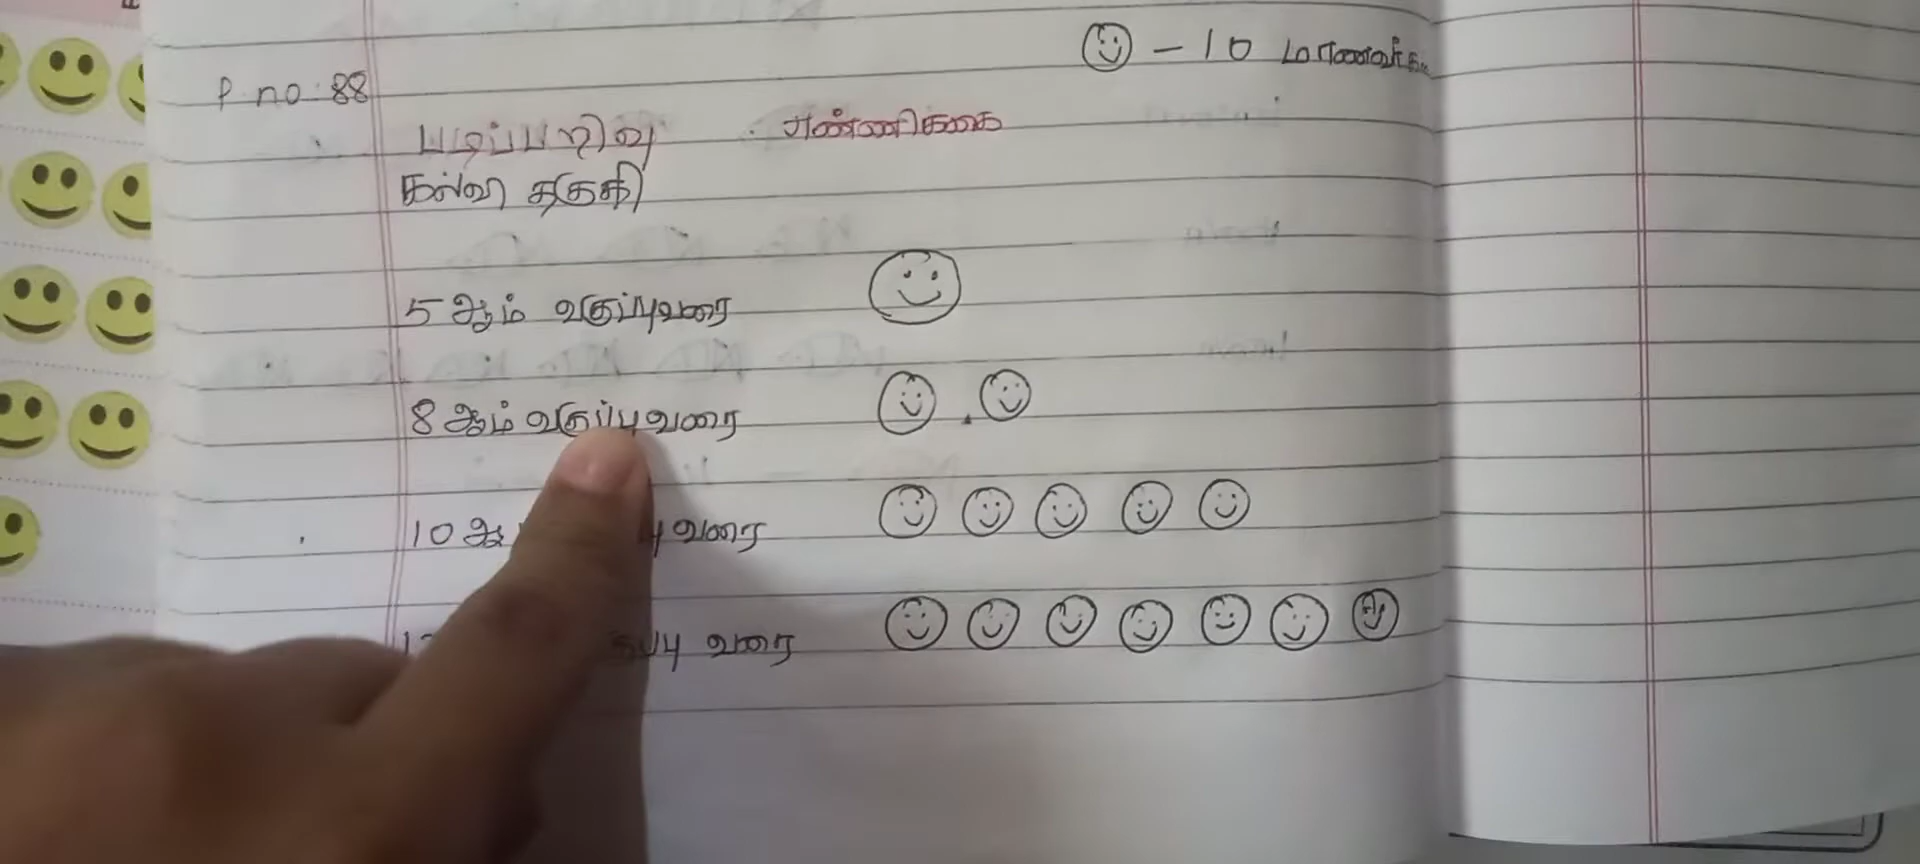 P no: 88
10 மாணவர்க..
படிப்பறிவு எண்ணிக்கை
கல்வி தகுதி
5 ஆம் வகுப்புவரை
8 ஆம் வகுப்புவரை
10 ஆ வரை
வரை